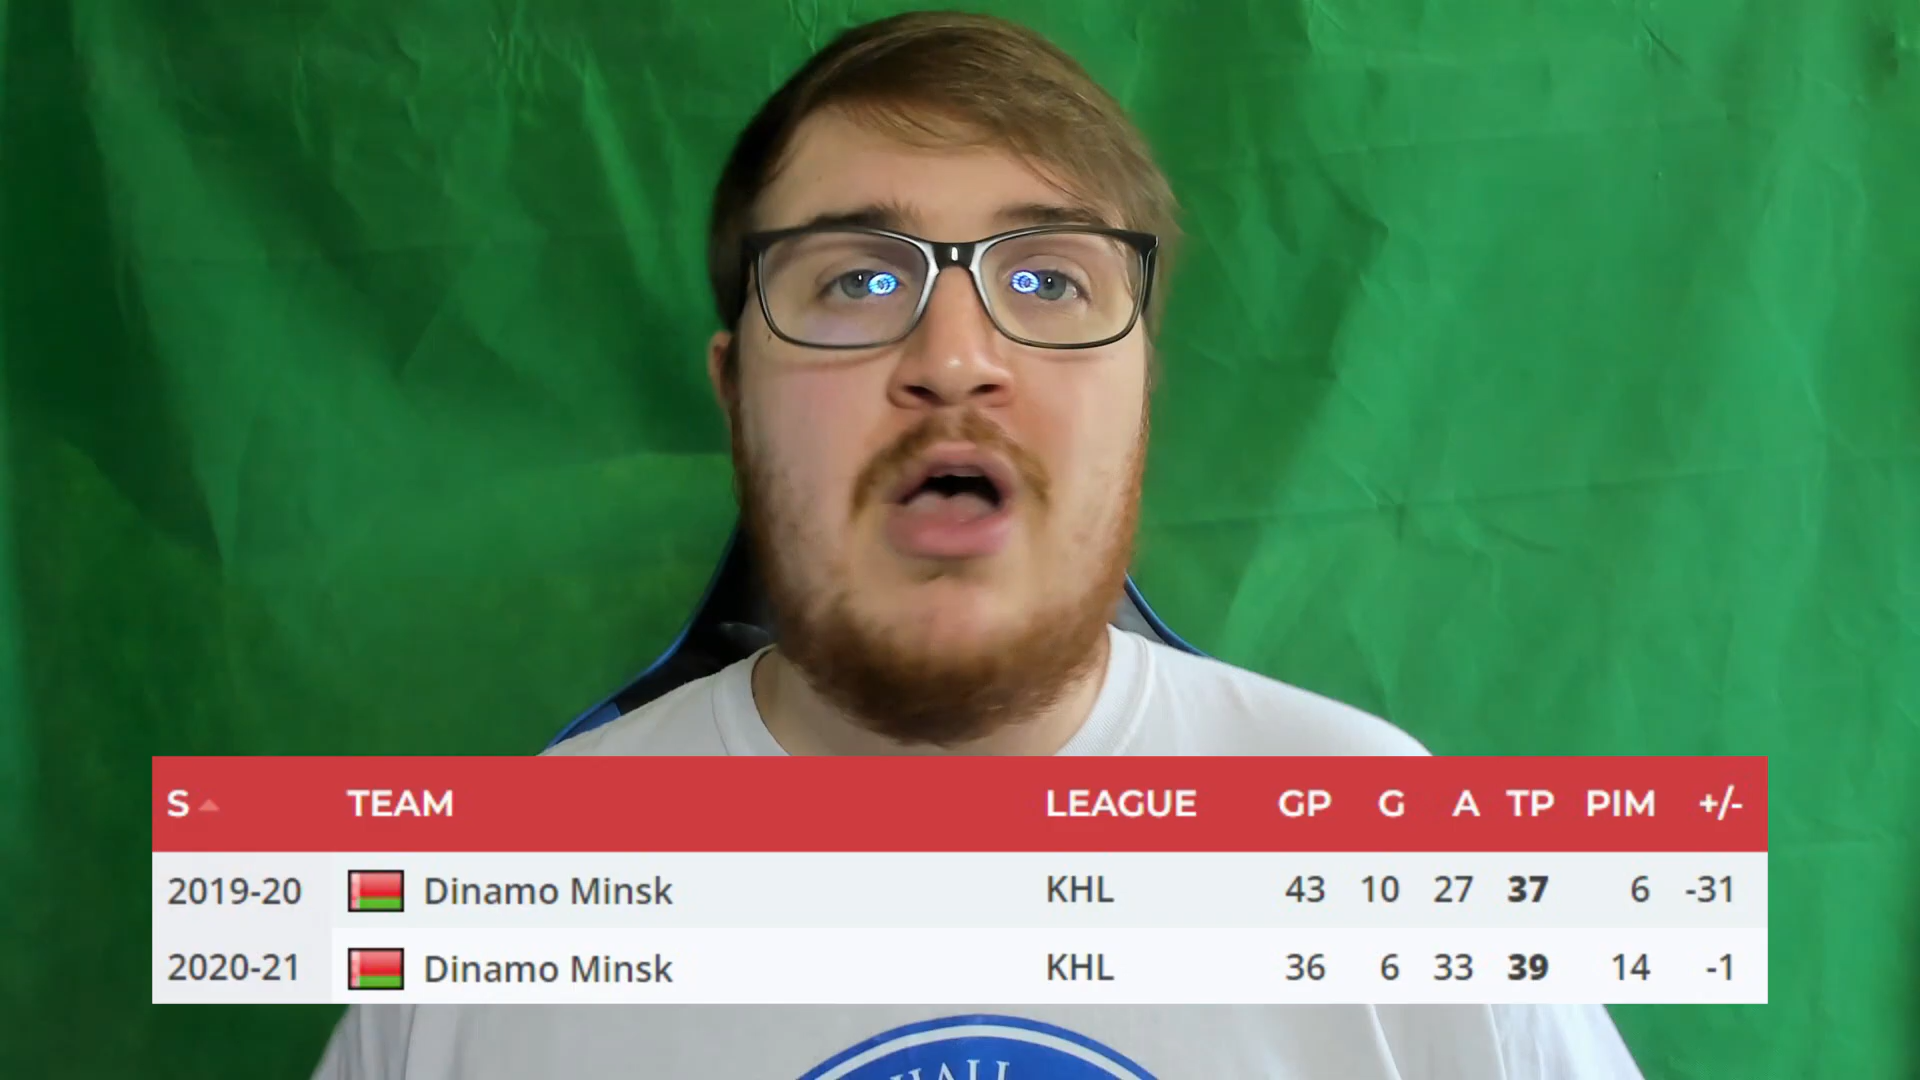 S TEAM LEAGUE GP G A TP PIM +/-
2019-20 Dinamo Minsk KHL 43 10 27 37 6 -31
2020-21 Dinamo Minsk KHL 36 6 33 39 14 -1
HALL